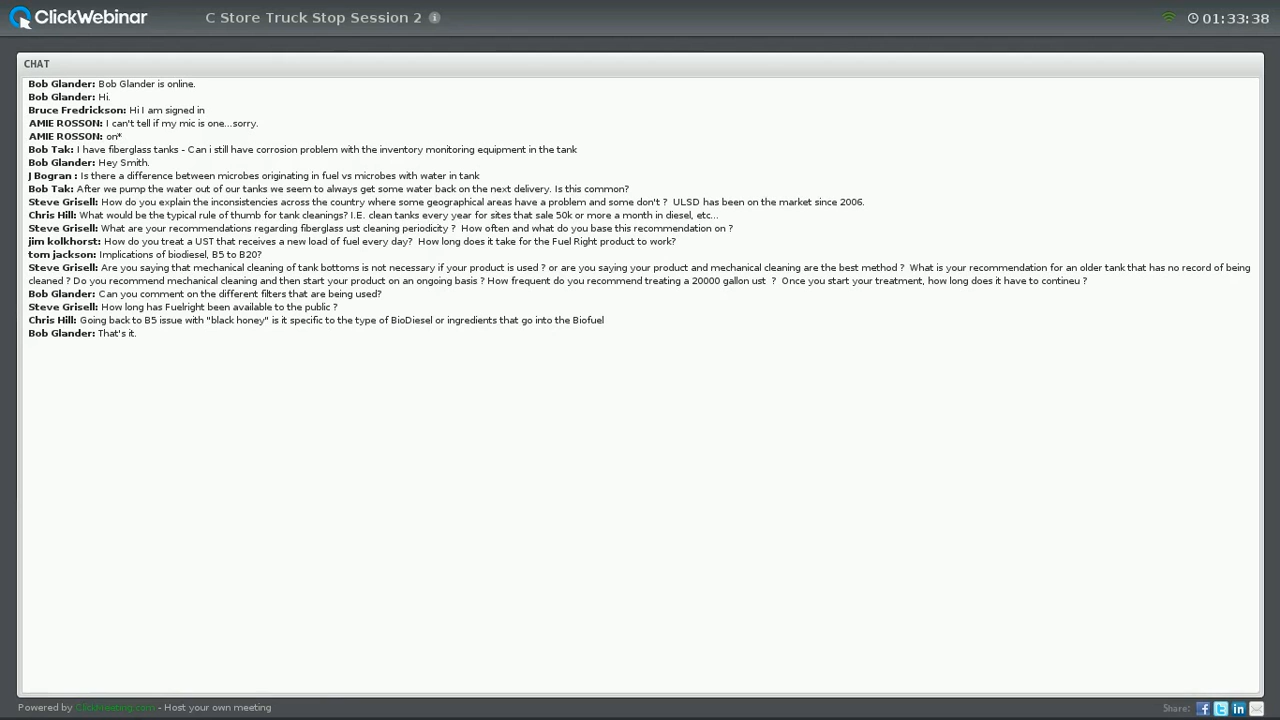 ClickWebinar
C Store Truck Stop Session 2
01:33:38
CHAT
Bob Glander: Bob Glander is online.
Bob Glander: Hi.
Bruce Fredrickson: Hi I am signed in
AMIE ROSSON: I can't tell if my mic is one...sorry.
AMIE ROSSON: on*
Bob Tak: I have fiberglass tanks - Can i still have corrosion problem with the inventory monitoring equipment in the tank
Bob Glander: Hey Smith.
J Bogran : Is there a difference between microbes originating in fuel vs microbes with water in tank
Bob Tak: After we pump the water out of our tanks we seem to always get some water back on the next delivery. Is this common?
Steve Grisell: How do you explain the inconsistencies across the country where some geographical areas have a problem and some don't ?  ULSD has been on the market since 2006.
Chris Hill: What would be the typical rule of thumb for tank cleanings? I.E. clean tanks every year for sites that sale 50k or more a month in diesel, etc...
Steve Grisell: What are your recommendations regarding fiberglass ust cleaning periodicity ?  How often and what do you base this recommendation on ?
jim kolkhorst: How do you treat a UST that receives a new load of fuel every day?  How long does it take for the Fuel Right product to work?
tom jackson: Implications of biodiesel, B5 to B20?
Steve Grisell: Are you saying that mechanical cleaning of tank bottoms is not necessary if your product is used ? or are you saying your product and mechanical cleaning are the best method ?  What is your recommendation for an older tank that has no record of being
cleaned ? Do you recommend mechanical cleaning and then start your product on an ongoing basis ? How frequent do you recommend treating a 20000 gallon ust  ?  Once you start your treatment, how long does it have to contineu ?
Bob Glander: Can you comment on the different filters that are being used?
Steve Grisell: How long has Fuelright been available to the public ?
Chris Hill: Going back to B5 issue with "black honey" is it specific to the type of BioDiesel or ingredients that go into the Biofuel
Bob Glander: That's it.
Powered by ClickMeeting.com - Host your own meeting
Share: